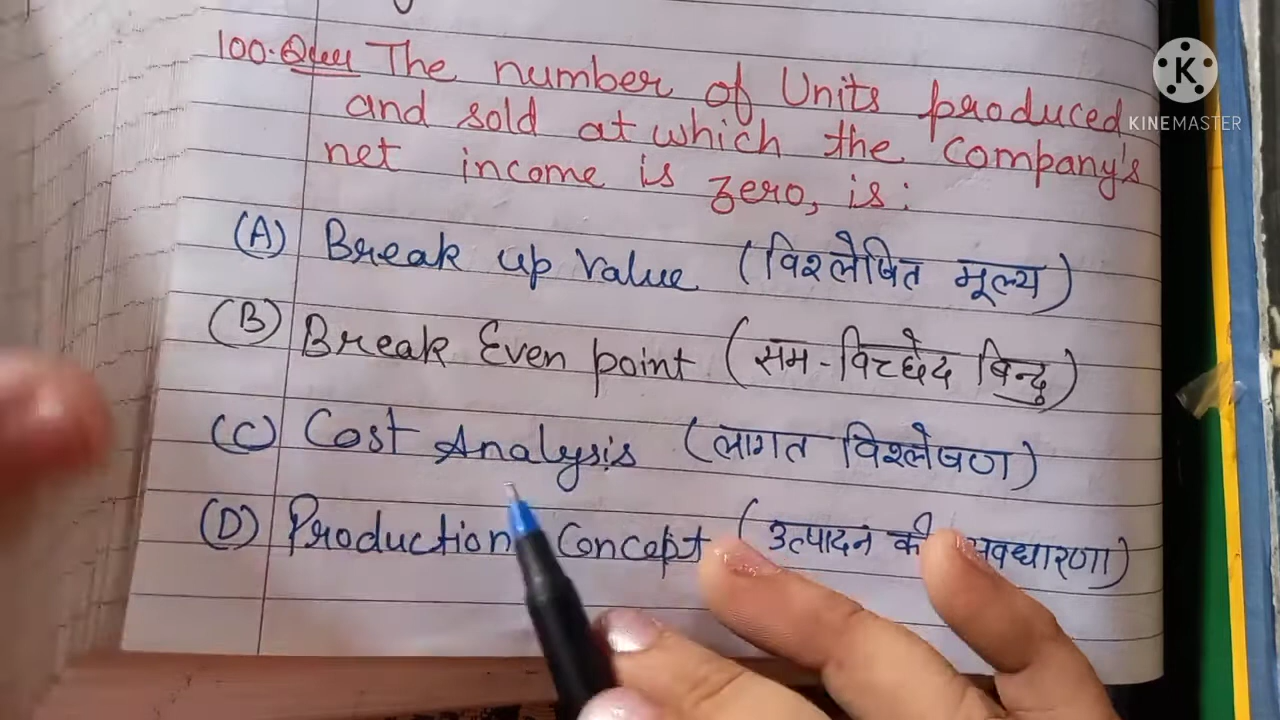 100. Ques The number of Units produced
and sold at which the Company's
net income is zero, is:
(A) Break up Value (विश्लेषित मूल्य)
(B) Break Even point (सम-विच्छेद बिन्दु)
(C) Cost Analysis (लागत विश्लेषण)
(D) Production Concept (उत्पादन की
K
KINEMASTER